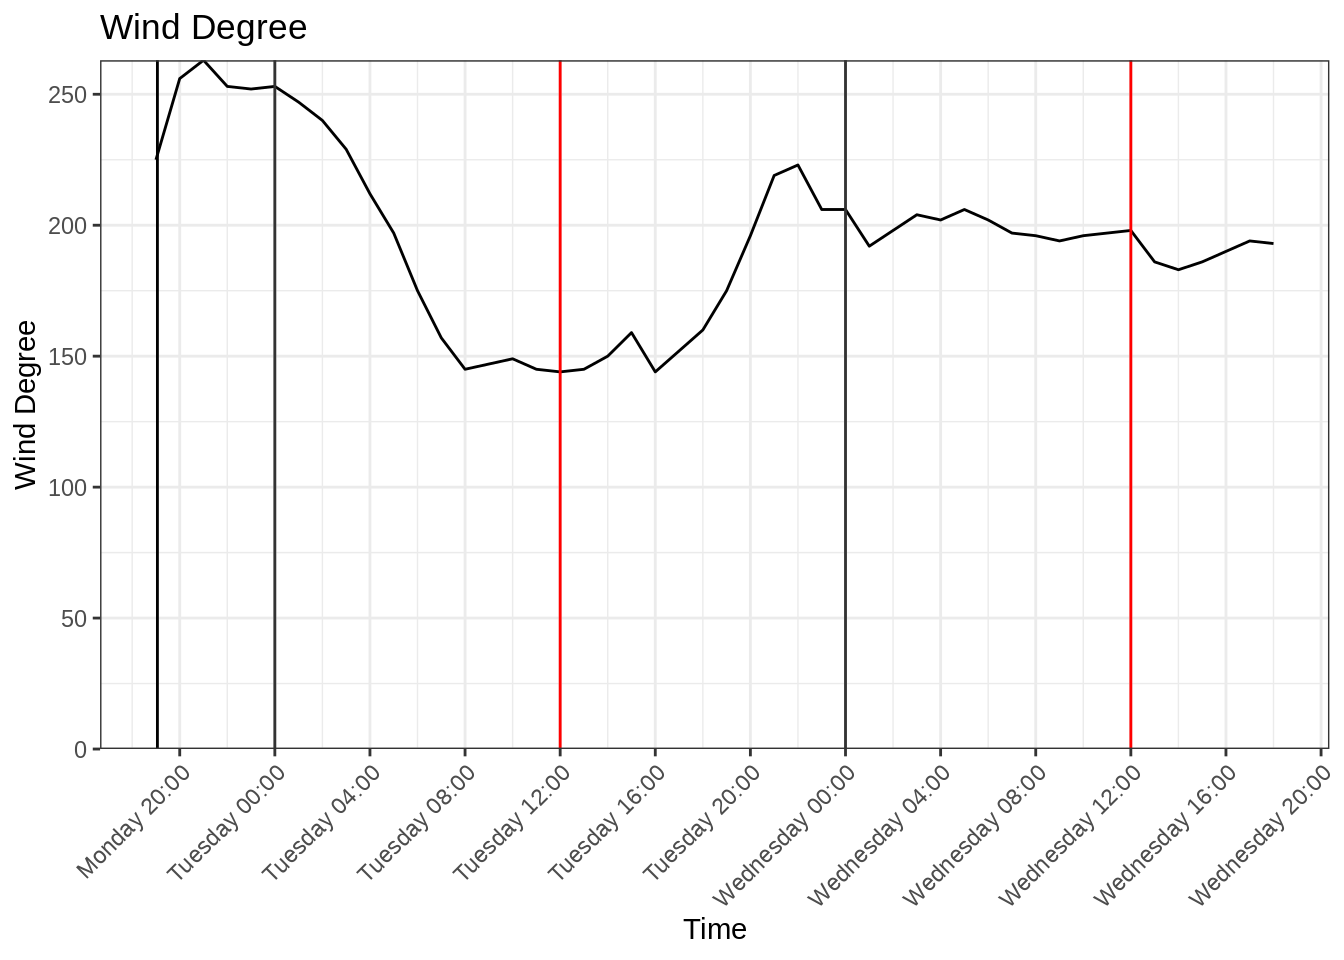 Wind Degree
250
200
150
100
50
0
Wind Degree
Monday 20:00
Tuesday 00:00
Tuesday 04:00
Tuesday 08:00
Tuesday 12:00
Tuesday 16:00
Tuesday 20:00
Wednesday 00:00
Wednesday 04:00
Wednesday 08:00
Wednesday 12:00
Wednesday 16:00
Wednesday 20:00
Time